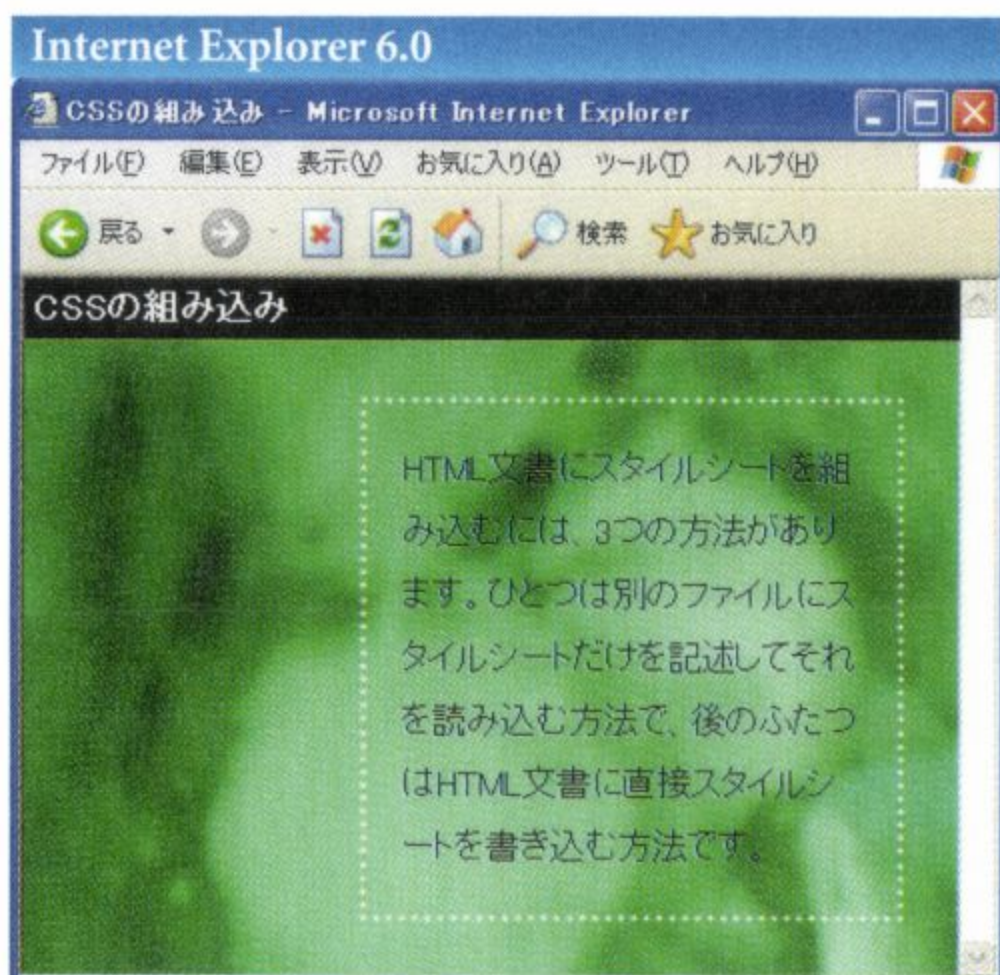 Internet Explorer 6.0
CSSの組み込み - Microsoft Internet Explorer
ファイル(F) 編集(E) 表示(V) お気に入り(A) ツール(T) ヘルプ(H)
戻る 検索 お気に入り
CSSの組み込み
HTML文書にスタイルシートを組
み込むには、3つの方法があり
ます。ひとつは別のファイルにス
タイルシートだけを記述してそれ
を読み込む方法で、後のふたつ
はHTML文書に直接スタイルシ
ートを書き込む方法です。